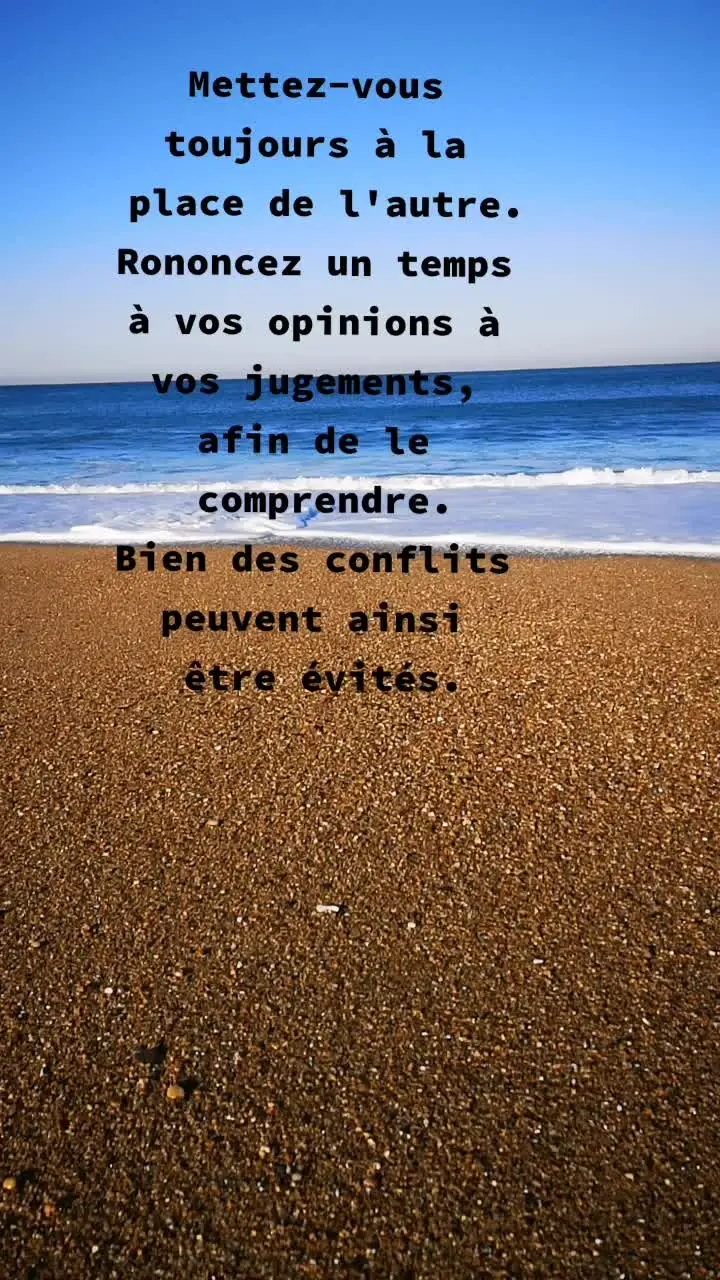 Mettez-vous
toujours à la
place de l'autre.
Rononcez un temps
à vos opinions à
vos jugements,
afin de le
comprendre.
Bien des conflits
peuvent ainsi
être évités.